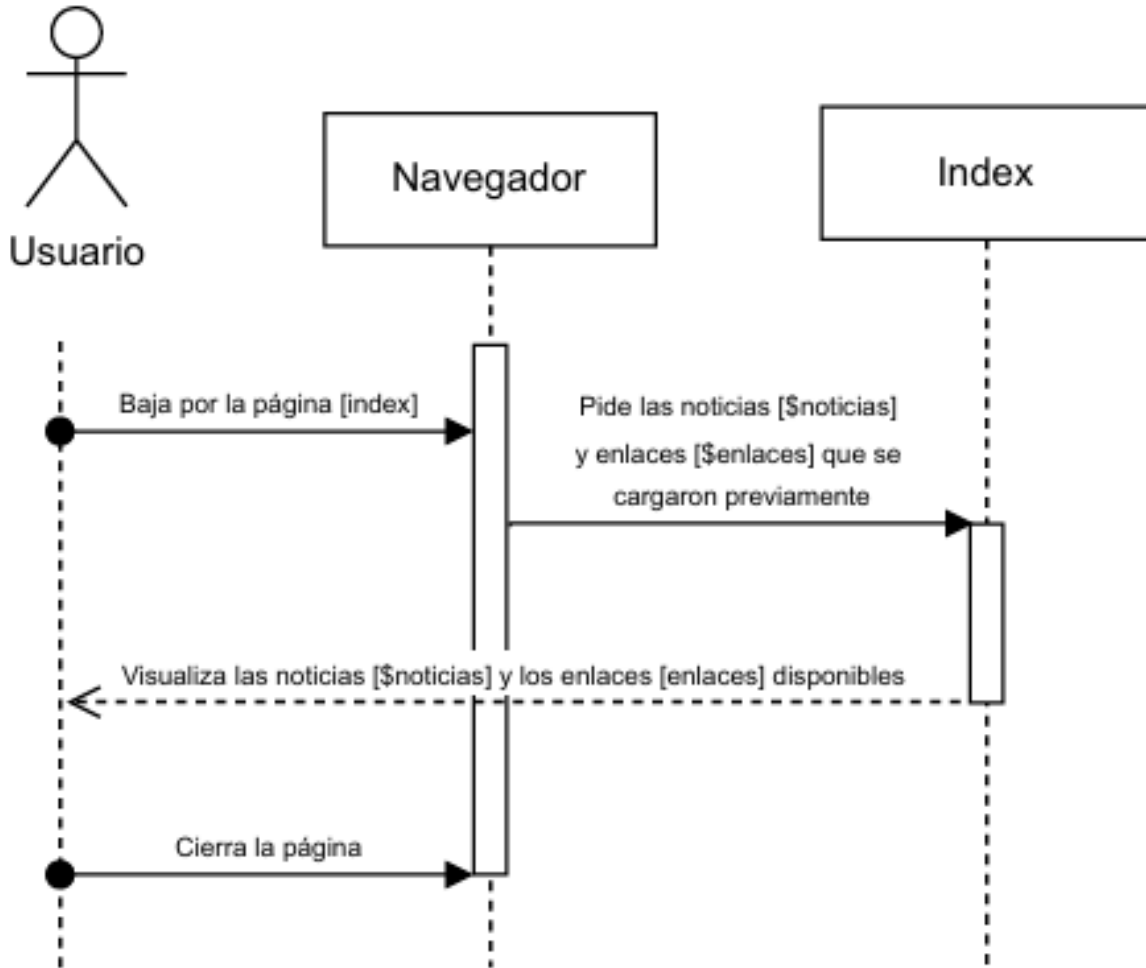 Navegador
Index
Usuario
Baja por la página [index]
Pide las noticias [$noticias]
y enlaces [$enlaces] que se
cargaron previamente
Visualiza las noticias [$noticias] y los enlaces [enlaces] disponibles
Cierra la página